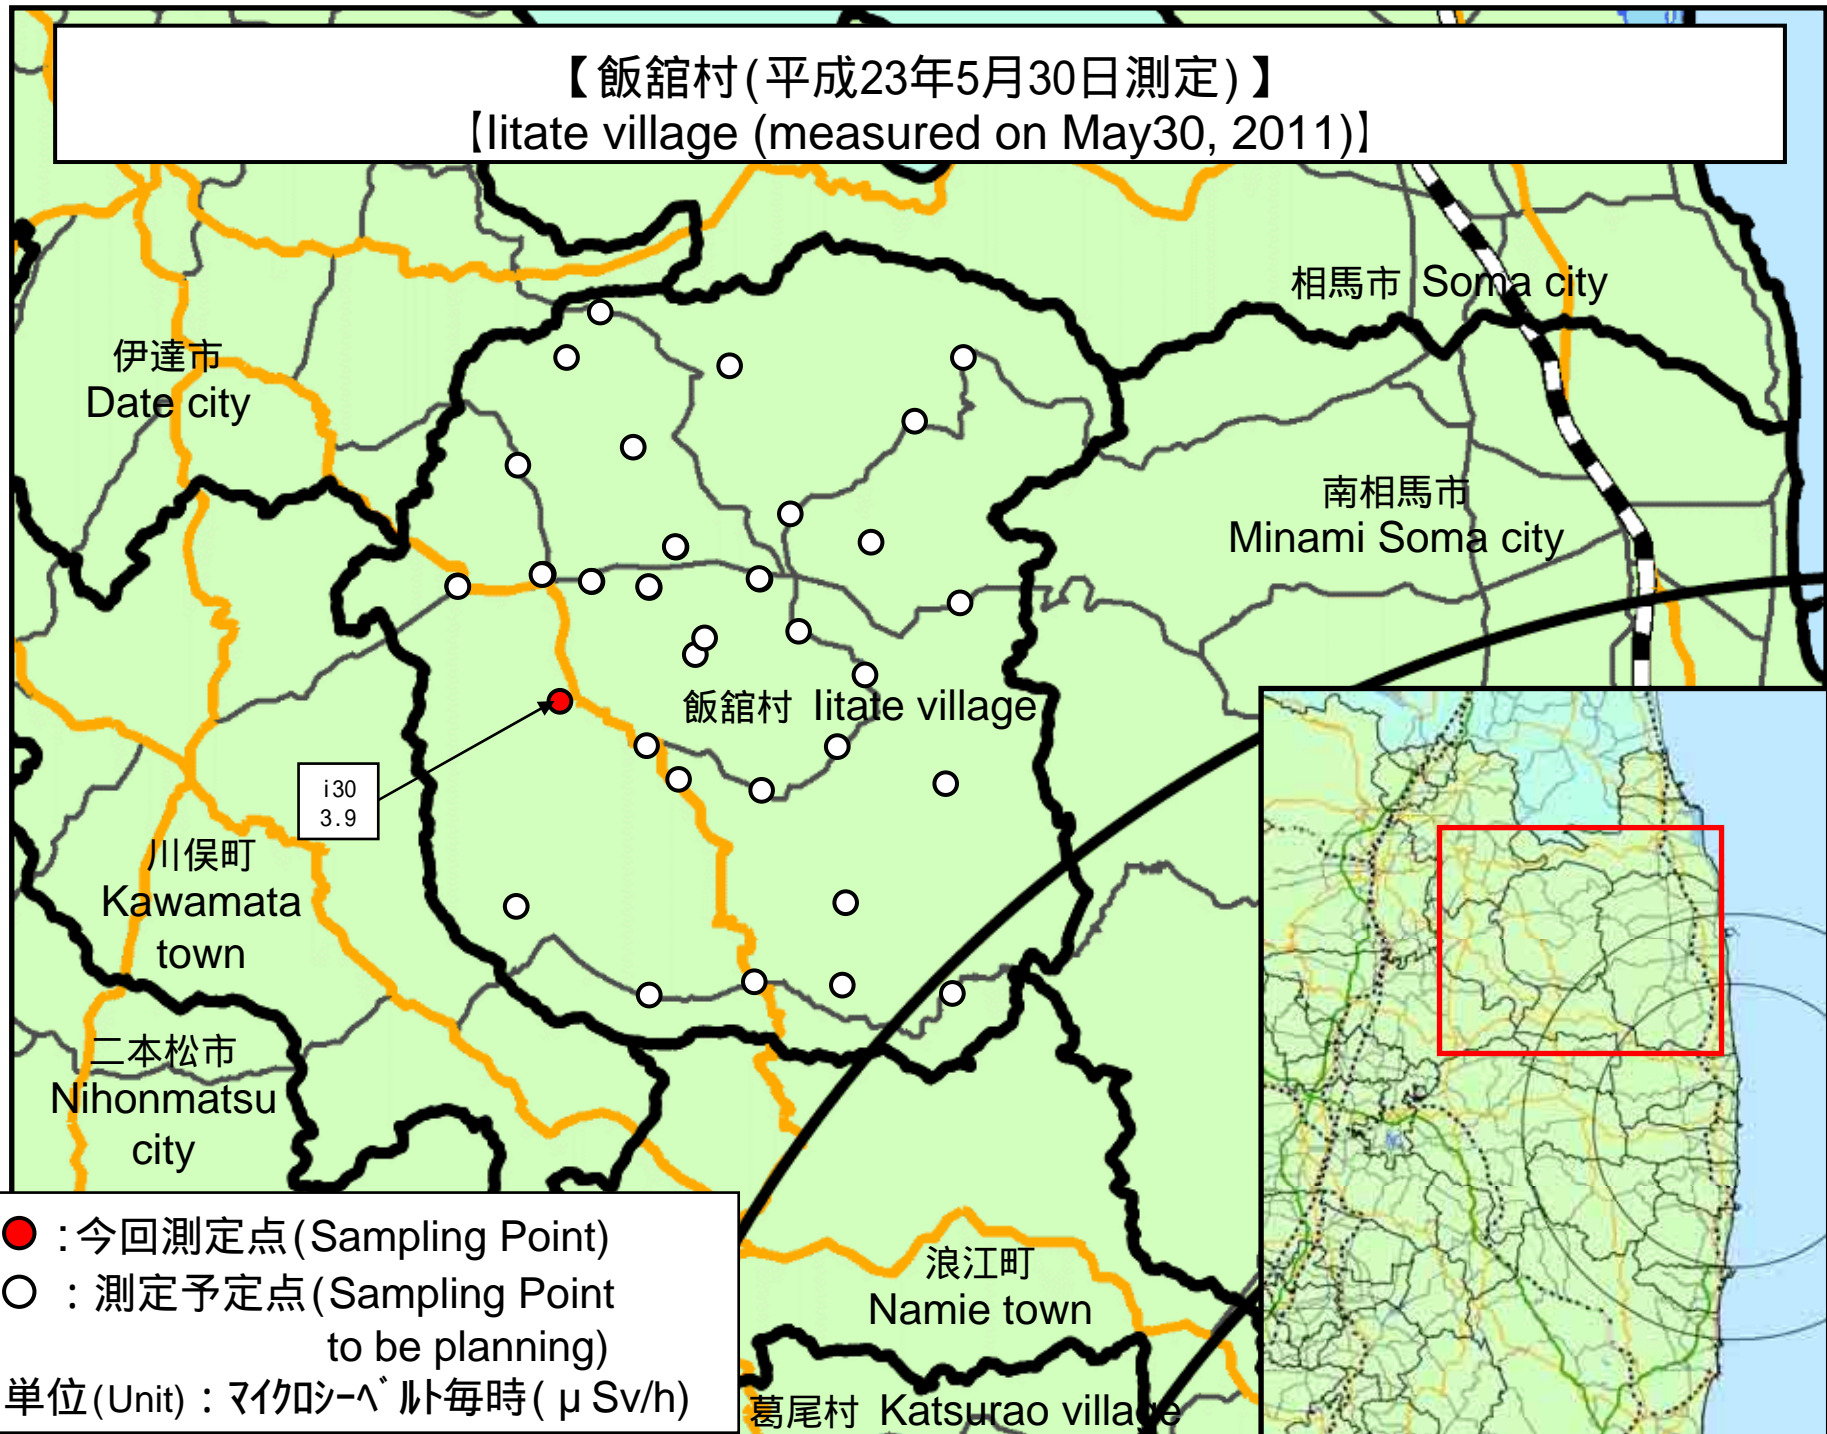 【飯舘村(平成23年5月30日測定)】
【Iitate village (measured on May30, 2011)】
相馬市 Soma city
伊達市
Date city
南相馬市
Minami Soma city
飯舘村 Iitate village
i30
3.9
川俣町
Kawamata
town
二本松市
Nihonmatsu
city
●:今回測定点(Sampling Point)
○:測定予定点(Sampling Point
to be planning)
単位(Unit):マイクロシーベルト毎時(μSv/h)
浪江町
Namie town
葛尾村 Katsurao village